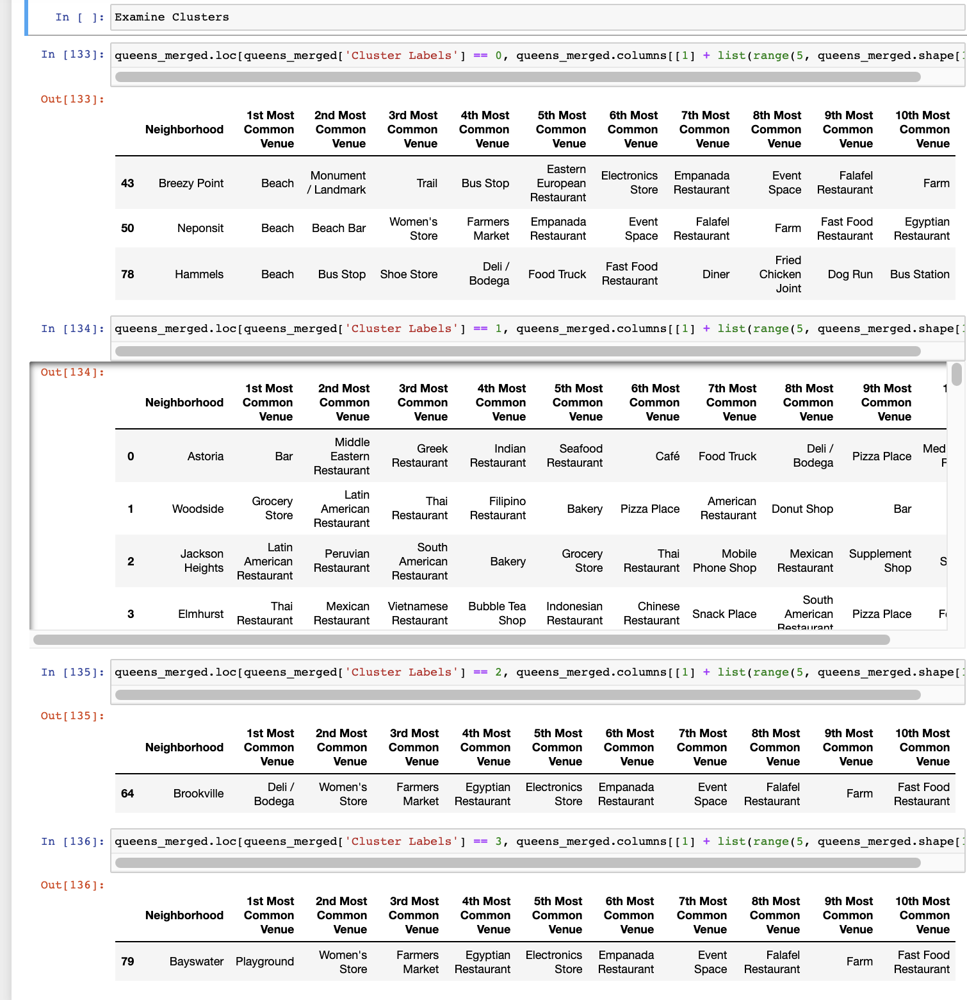 In [ ]: Examine Clusters
In [133]: queens_merged.loc[queens_merged['Cluster Labels'] == 0, queens_merged.columns[[1] + list(range(5, queens_merged.shape[
Out[133]:
Neighborhood 1st Most Common Venue 2nd Most Common Venue 3rd Most Common Venue 4th Most Common Venue 5th Most Common Venue 6th Most Common Venue 7th Most Common Venue 8th Most Common Venue 9th Most Common Venue 10th Most Common Venue
43 Breezy Point Beach Monument / Landmark Trail Bus Stop Eastern European Restaurant Electronics Store Empanada Restaurant Event Space Falafel Restaurant Farm
50 Neponsit Beach Beach Bar Women's Store Farmers Market Empanada Restaurant Event Space Falafel Restaurant Farm Fast Food Restaurant Egyptian Restaurant
78 Hammels Beach Bus Stop Shoe Store Deli / Bodega Food Truck Fast Food Restaurant Diner Fried Chicken Joint Dog Run Bus Station
In [134]: queens_merged.loc[queens_merged['Cluster Labels'] == 1, queens_merged.columns[[1] + list(range(5, queens_merged.shape[
Out[134]:
Neighborhood 1st Most Common Venue 2nd Most Common Venue 3rd Most Common Venue 4th Most Common Venue 5th Most Common Venue 6th Most Common Venue 7th Most Common Venue 8th Most Common Venue 9th Most Common Venue 1
0 Astoria Bar Middle Eastern Restaurant Greek Restaurant Indian Restaurant Seafood Restaurant Café Food Truck Deli / Bodega Pizza Place Med
1 Woodside Grocery Store Latin American Restaurant Thai Restaurant Filipino Restaurant Bakery Pizza Place American Restaurant Donut Shop Bar
2 Jackson Heights Latin American Restaurant Peruvian Restaurant South American Restaurant Bakery Grocery Store Thai Restaurant Mobile Phone Shop Mexican Restaurant Supplement Shop S
3 Elmhurst Thai Restaurant Mexican Restaurant Vietnamese Restaurant Bubble Tea Shop Indonesian Restaurant Chinese Restaurant Snack Place South American Restaurant Pizza Place F
In [135]: queens_merged.loc[queens_merged['Cluster Labels'] == 2, queens_merged.columns[[1] + list(range(5, queens_merged.shape[
Out[135]:
Neighborhood 1st Most Common Venue 2nd Most Common Venue 3rd Most Common Venue 4th Most Common Venue 5th Most Common Venue 6th Most Common Venue 7th Most Common Venue 8th Most Common Venue 9th Most Common Venue 10th Most Common Venue
64 Brookville Deli / Bodega Women's Store Farmers Market Egyptian Restaurant Electronics Store Empanada Restaurant Event Space Falafel Restaurant Farm Fast Food Restaurant
In [136]: queens_merged.loc[queens_merged['Cluster Labels'] == 3, queens_merged.columns[[1] + list(range(5, queens_merged.shape[
Out[136]:
Neighborhood 1st Most Common Venue 2nd Most Common Venue 3rd Most Common Venue 4th Most Common Venue 5th Most Common Venue 6th Most Common Venue 7th Most Common Venue 8th Most Common Venue 9th Most Common Venue 10th Most Common Venue
79 Bayswater Playground Women's Store Farmers Market Egyptian Restaurant Electronics Store Empanada Restaurant Event Space Falafel Restaurant Farm Fast Food Restaurant